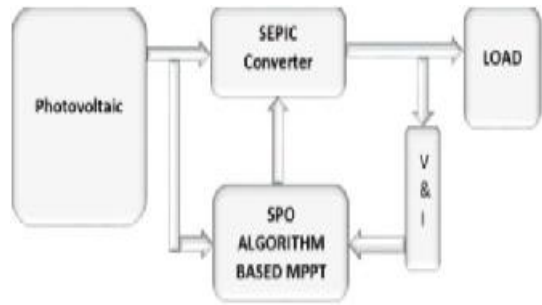 Photovoltaic
SEPIC
Converter
LOAD
V
&
I
SPO
ALGORITHM
BASED MPPT